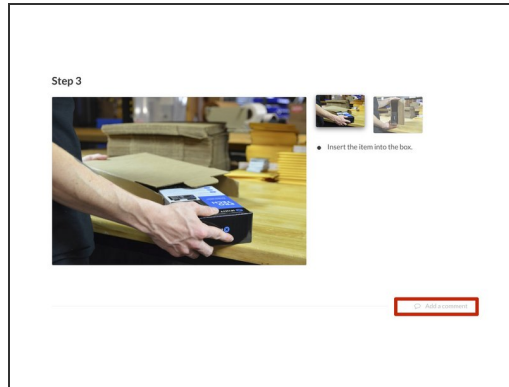 Step 3
Insert the item into the box.
Add a comment